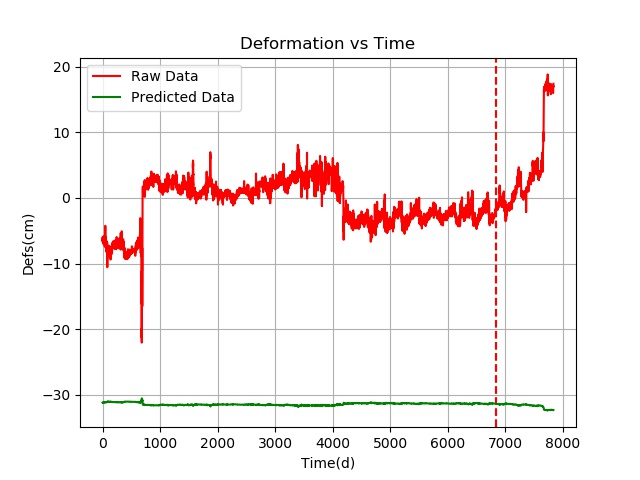 Deformation vs Time
Raw Data
Predicted Data
Defs(cm)
20
10
0
−10
−20
−30
0 1000 2000 3000 4000 5000 6000 7000 8000
Time(d)